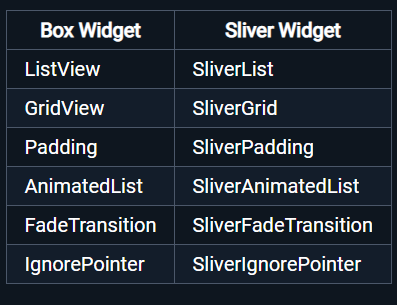 Box Widget Sliver Widget
ListView SliverList
GridView SliverGrid
Padding SliverPadding
AnimatedList SliverAnimatedList
FadeTransition SliverFadeTransition
IgnorePointer SliverIgnorePointer